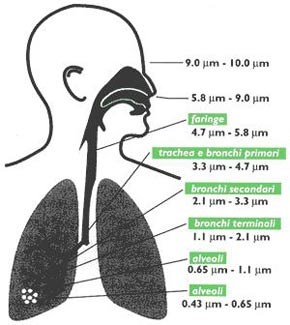 9.0 µm - 10.0 µm
5.8 µm - 9.0 µm
faringe
4.7 µm - 5.8 µm
trachea e bronchi primari
3.3 µm - 4.7 µm
bronchi secondari
2.1 µm - 3.3 µm
bronchi terminali
1.1 µm - 2.1 µm
alveoli
0.65 µm - 1.1 µm
alveoli
0.43 µm - 0.65 µm